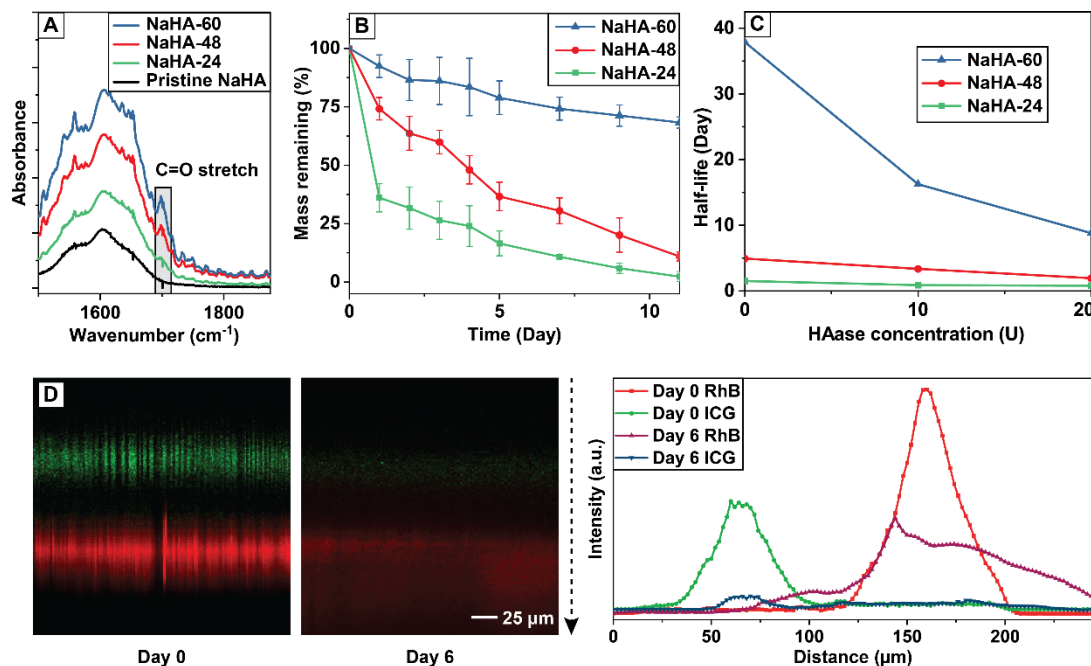 A
NaHA-60
NaHA-48
NaHA-24
Pristine NaHA
C=O stretch
Absorbance
1600
1800
Wavenumber (cm⁻¹)
B
NaHA-60
NaHA-48
NaHA-24
100
75
50
25
0
Mass remaining (%)
0
5
10
Time (Day)
C
NaHA-60
NaHA-48
NaHA-24
40
30
20
10
0
Half-life (Day)
0
10
20
HAase concentration (U)
D
25 µm
Day 0
Day 6
Day 0 RhB
Day 0 ICG
Day 6 RhB
Day 6 ICG
Intensity (a.u.)
0
50
100
150
200
Distance (µm)